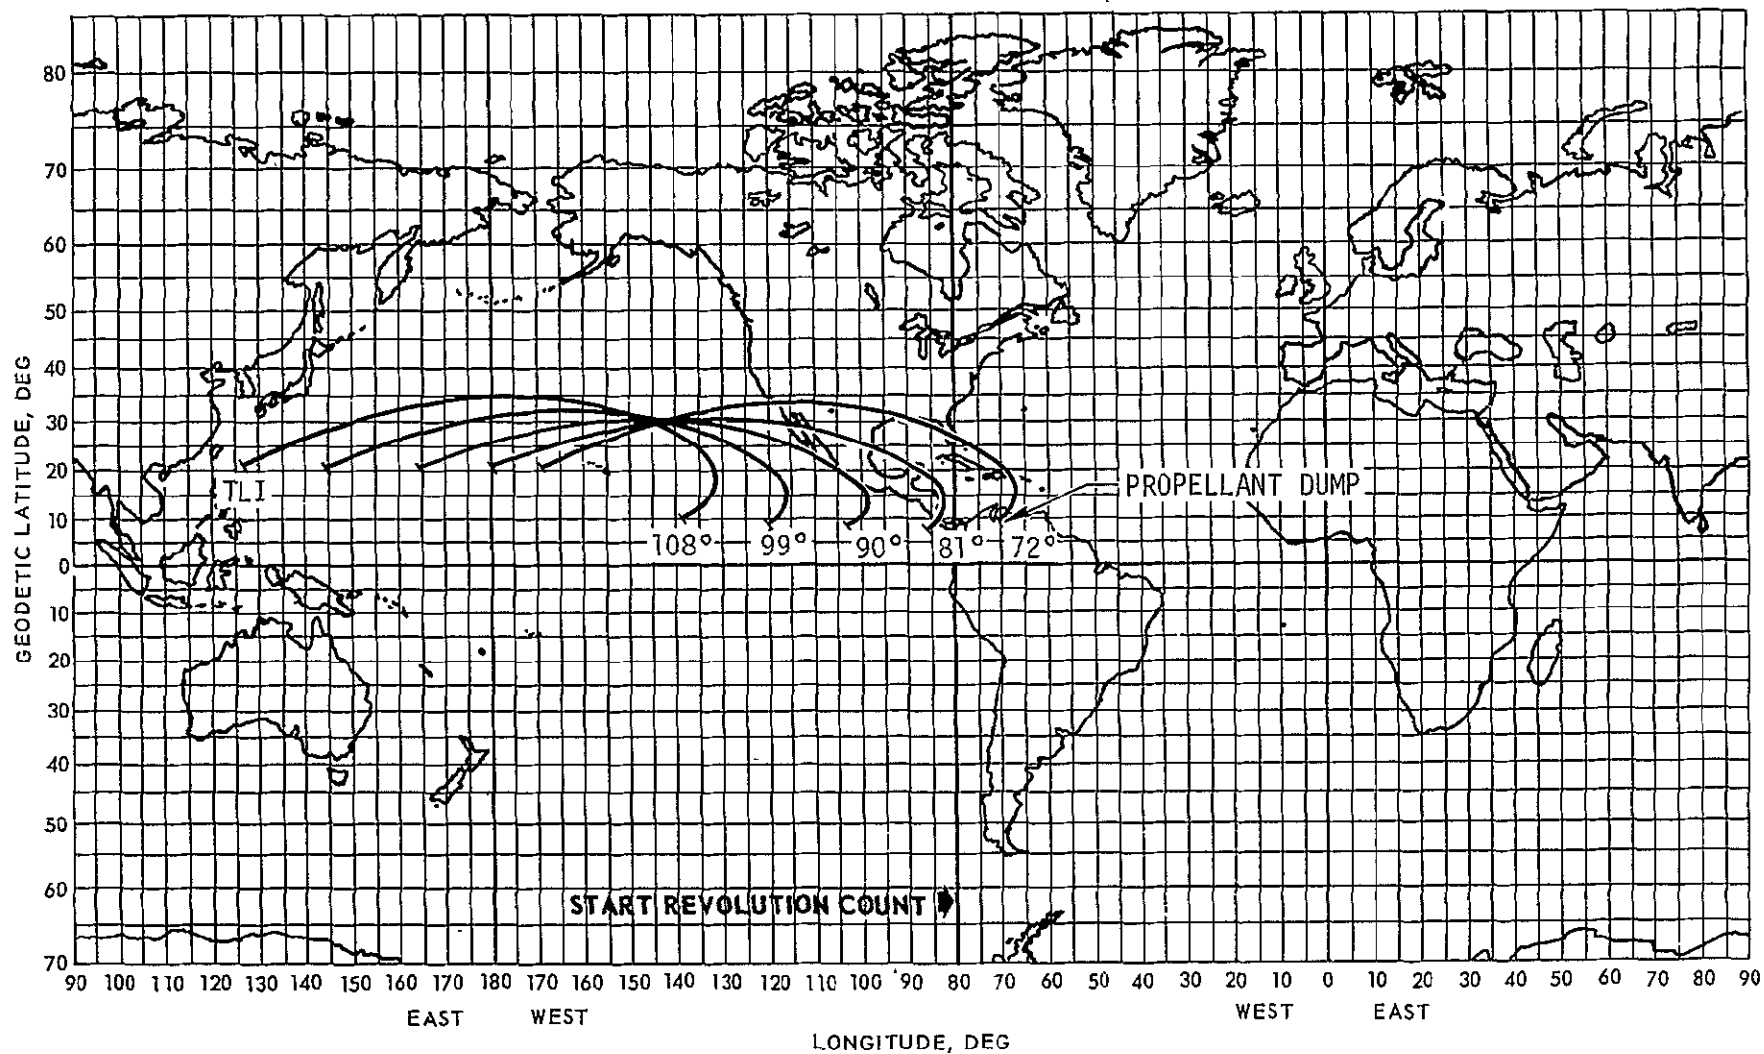 GEODETIC LATITUDE, DEG
80
70
60
50
40
30
20
10
0
10
20
30
40
50
60
70
TLI
PROPELLANT DUMP
108° 99° 90° 81° 72°
START REVOLUTION COUNT
90 100 110 120 130 140 150 160 170 180 170 160 150 140 130 120 110 100 90 80 70 60 50 40 30 20 10 0 10 20 30 40 50 60 70 80 90
EAST WEST WEST EAST
LONGITUDE, DEG